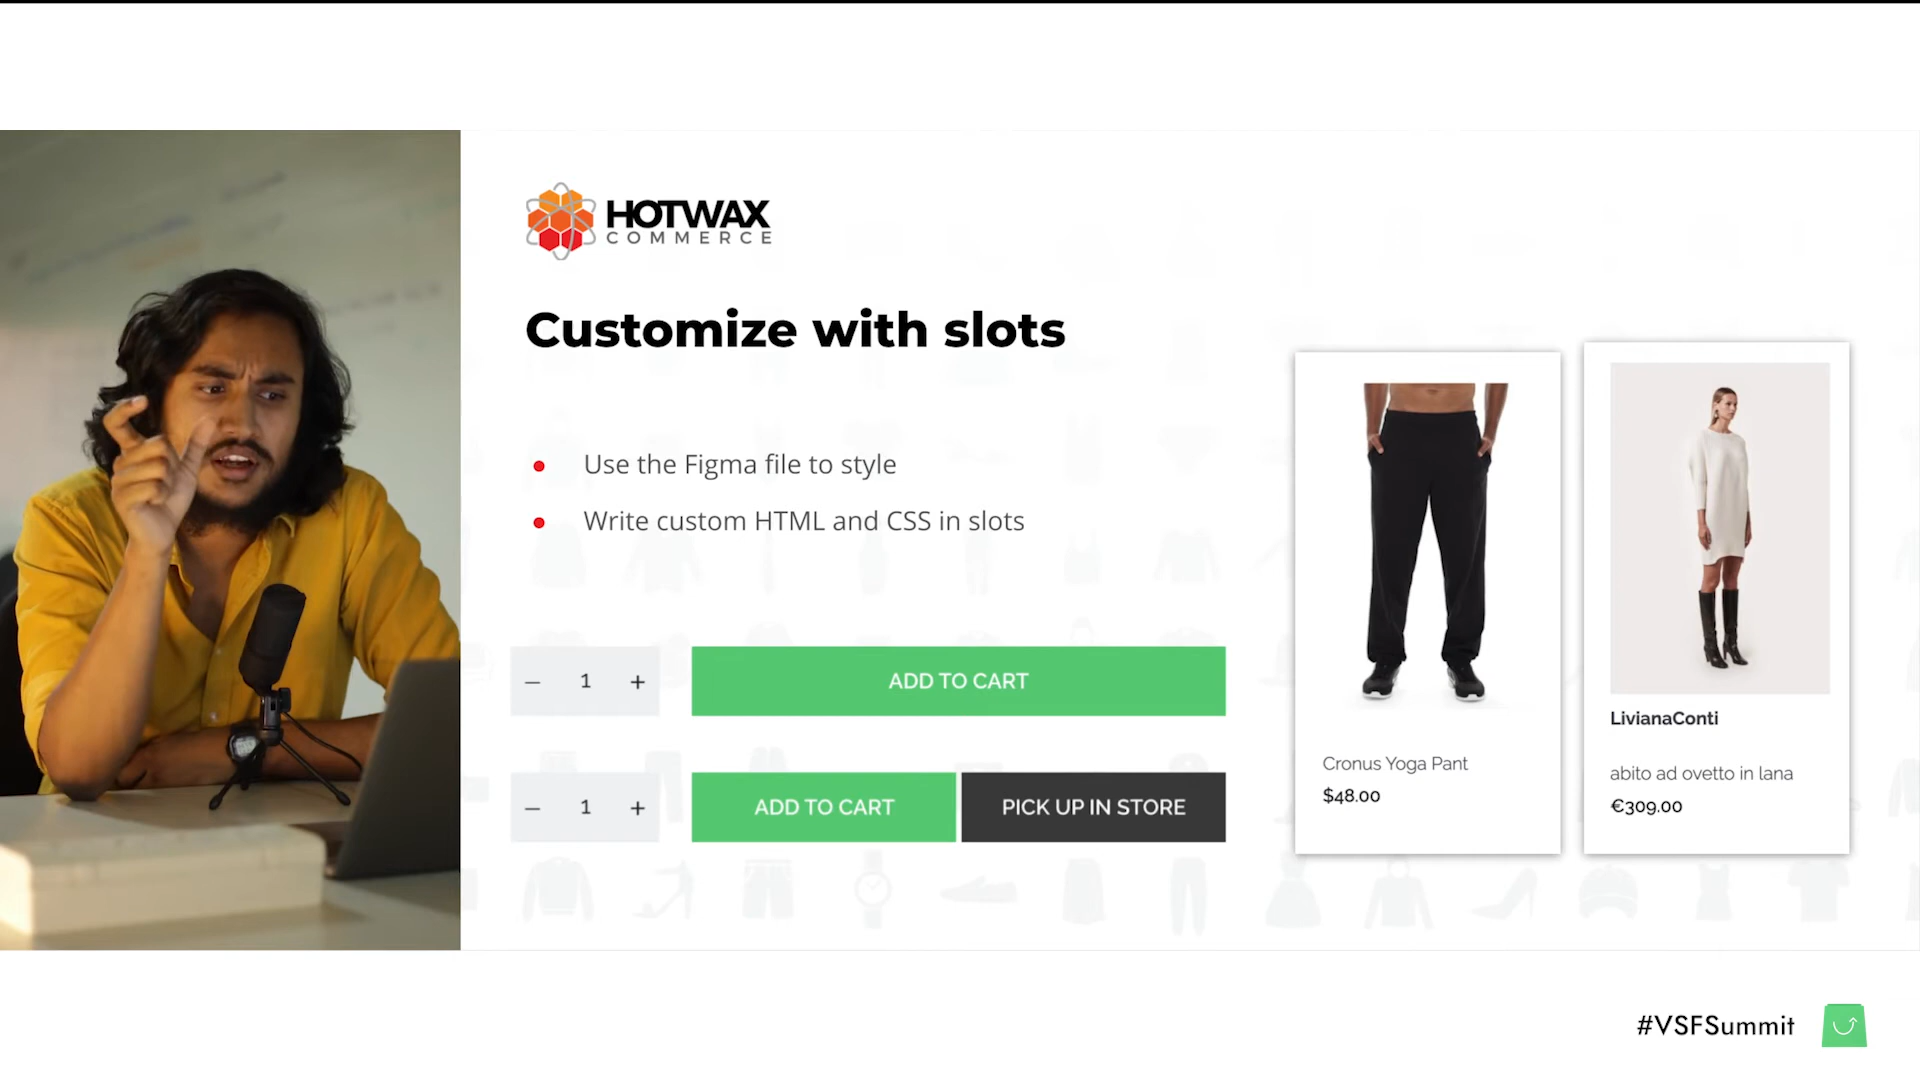 HOTWAX
COMMERCE
Customize with slots
Use the Figma file to style
Write custom HTML and CSS in slots
– 1 + ADD TO CART
– 1 + ADD TO CART PICK UP IN STORE
Cronus Yoga Pant
$48.00
LivianaConti
abito ad ovetto in lana
€309.00
#VSFSummit